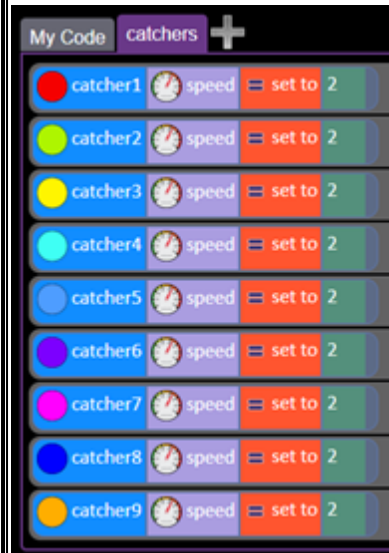 My Code catchers
catcher1 speed = set to 2
catcher2 speed = set to 2
catcher3 speed = set to 2
catcher4 speed = set to 2
catcher5 speed = set to 2
catcher6 speed = set to 2
catcher7 speed = set to 2
catcher8 speed = set to 2
catcher9 speed = set to 2